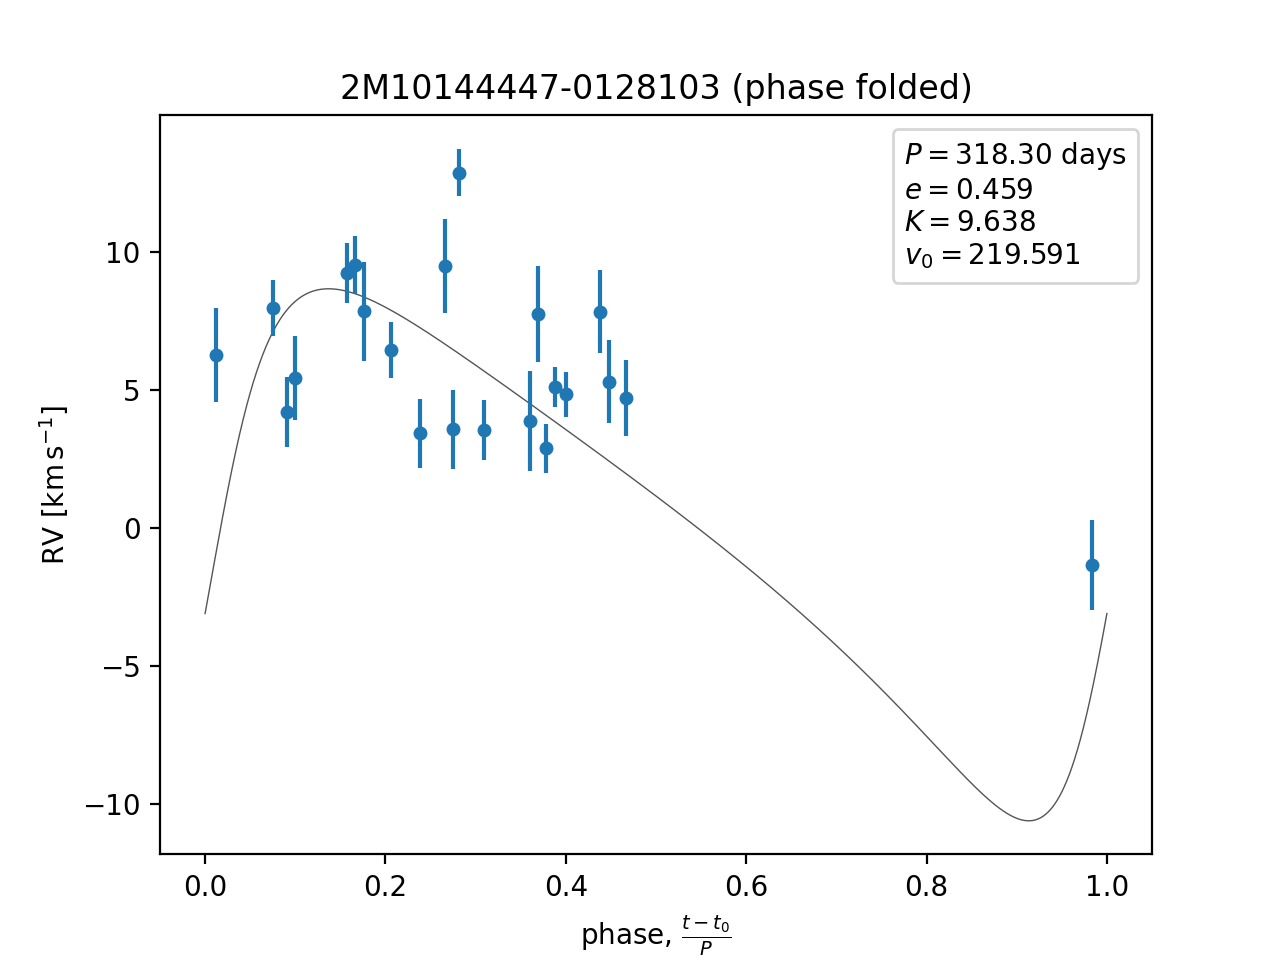 2M10144447-0128103 (phase folded)
P = 318.30 days
e = 0.459
K = 9.638
v₀ = 219.591
RV [km s⁻¹]
10
5
0
−5
−10
0.0 0.2 0.4 0.6 0.8 1.0
phase, (t − t₀)/P